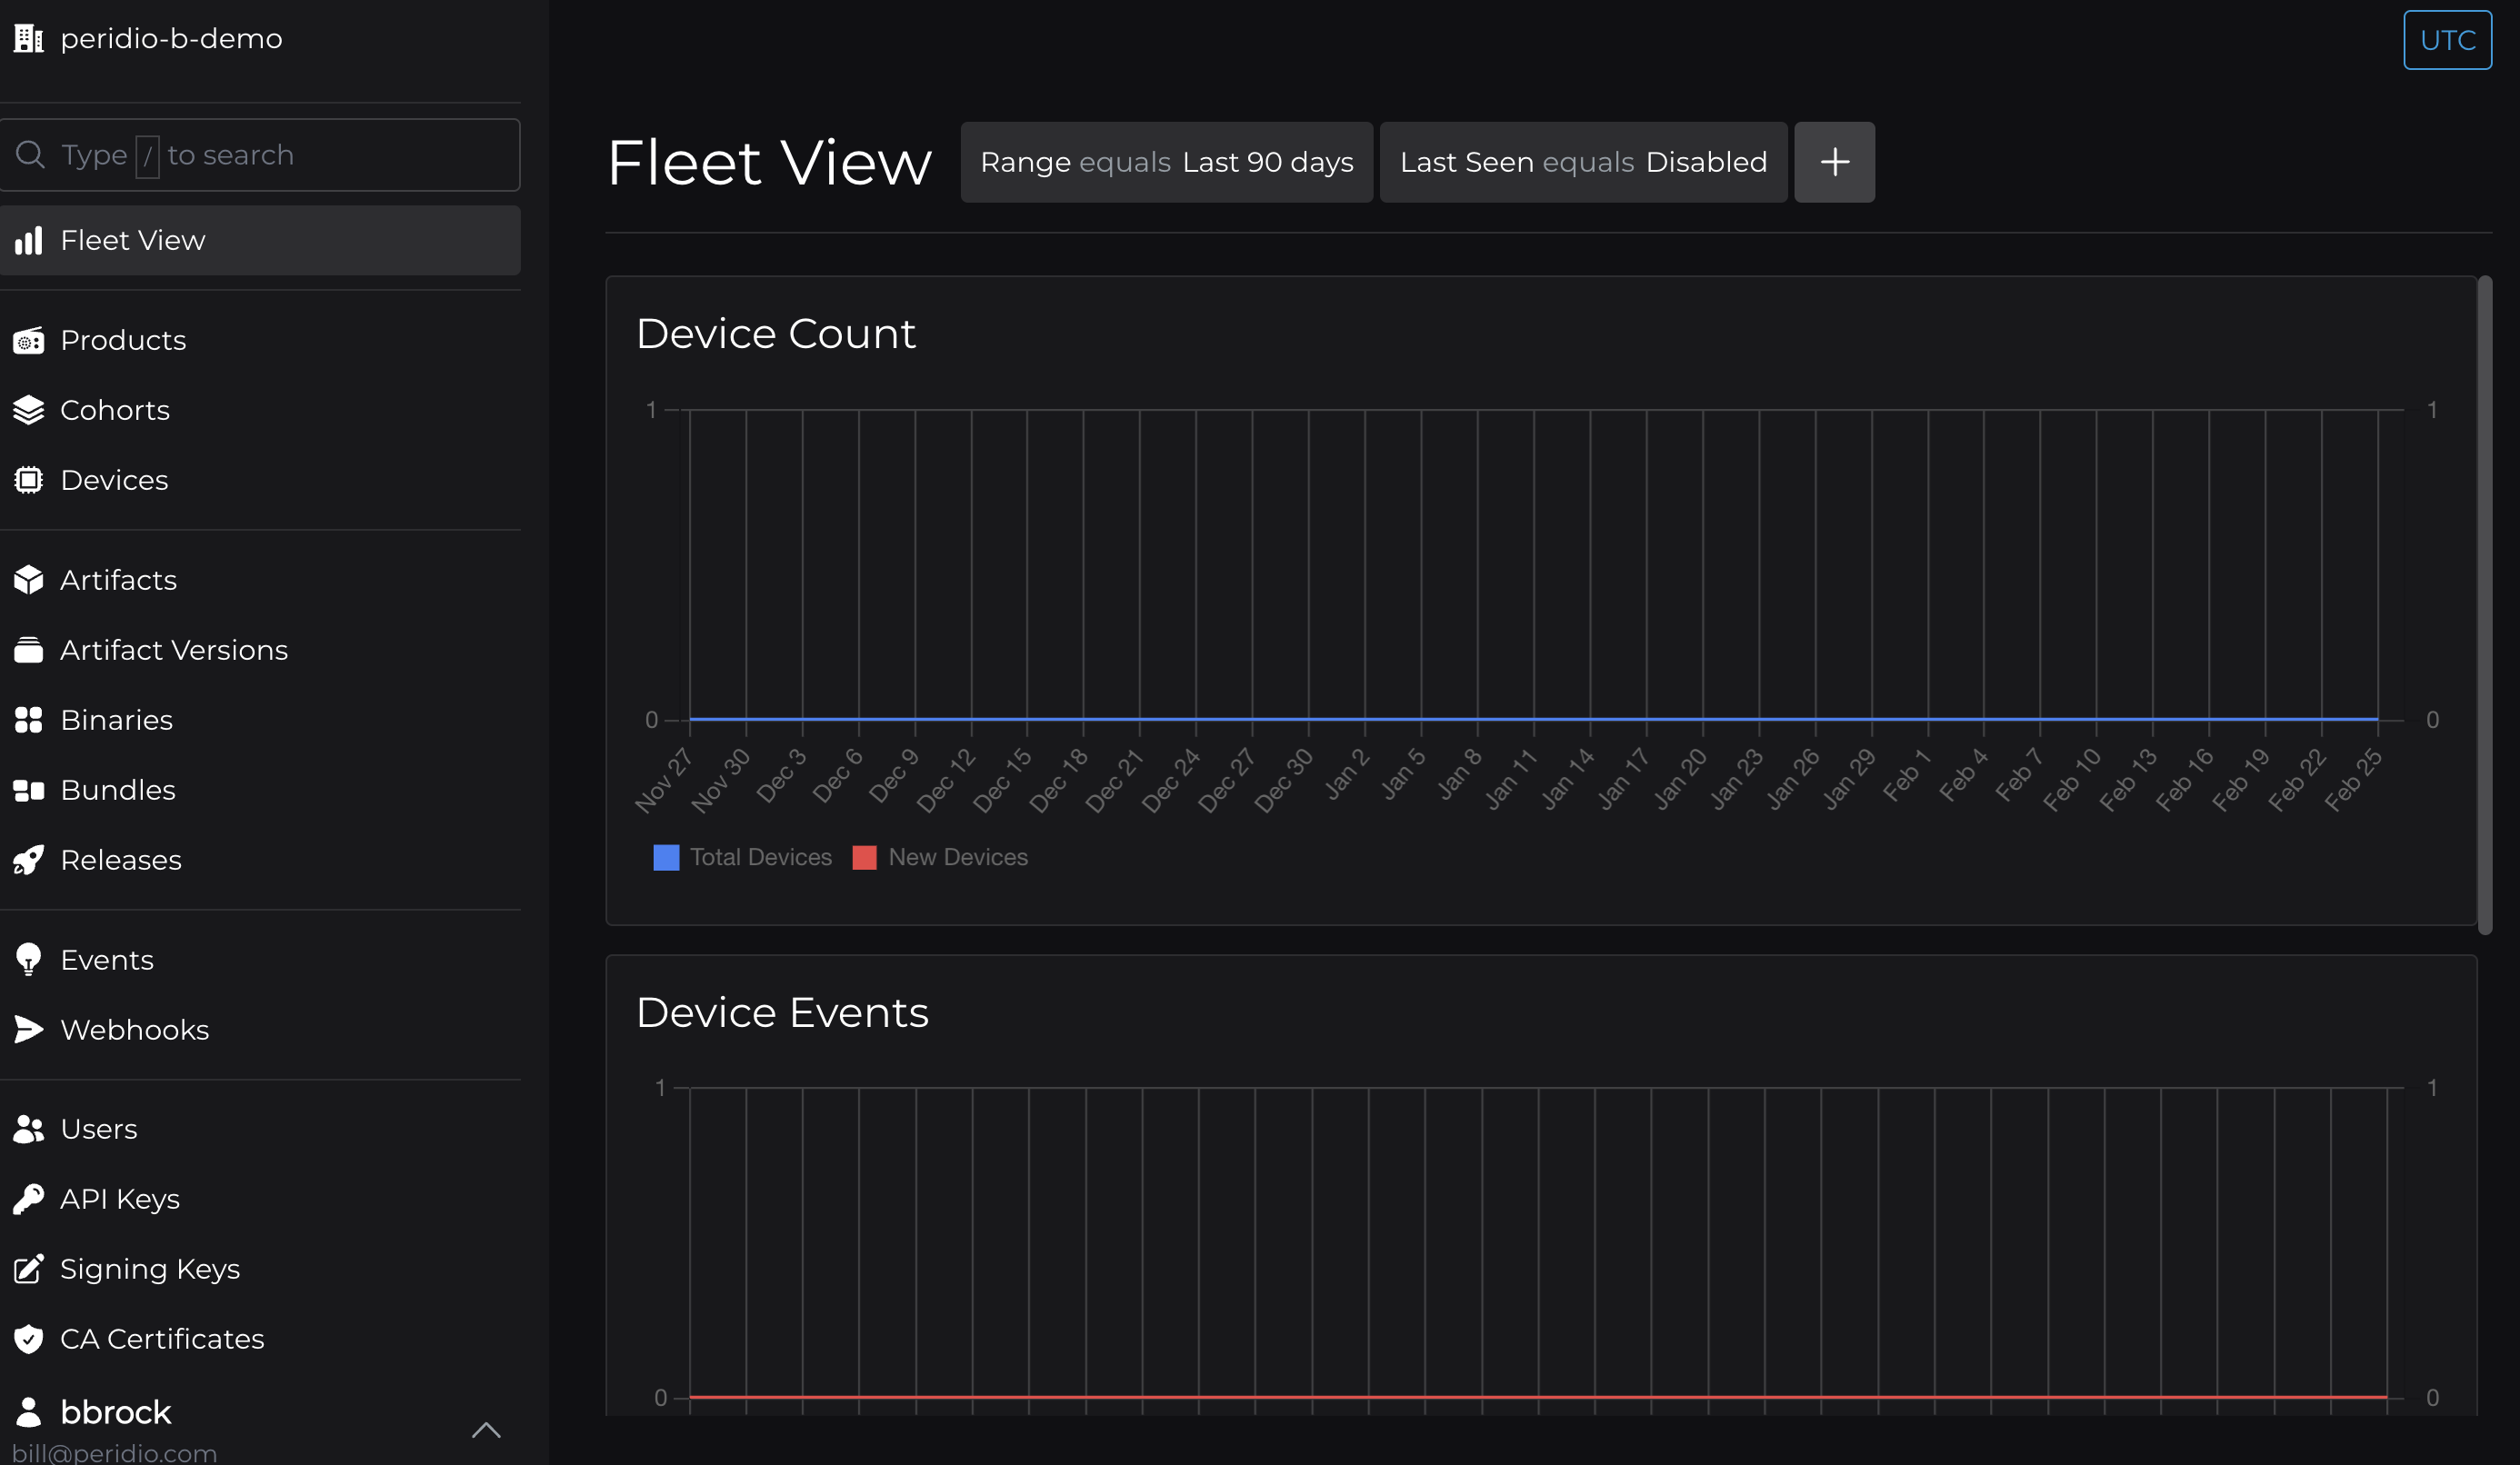 peridio-b-demo
Type / to search
Fleet View
Products
Cohorts
Devices
Artifacts
Artifact Versions
Binaries
Bundles
Releases
Events
Webhooks
Users
API Keys
Signing Keys
CA Certificates
bbrock
bill@peridio.com
UTC
Fleet View
Range equals Last 90 days
Last Seen equals Disabled
+
Device Count
1
1
0
0
Nov 27
Nov 30
Dec 3
Dec 6
Dec 9
Dec 12
Dec 15
Dec 18
Dec 21
Dec 24
Dec 27
Dec 30
Jan 2
Jan 5
Jan 8
Jan 11
Jan 14
Jan 17
Jan 20
Jan 23
Jan 26
Jan 29
Feb 1
Feb 4
Feb 7
Feb 10
Feb 13
Feb 16
Feb 19
Feb 22
Feb 25
Total Devices
New Devices
Device Events
1
1
0
0